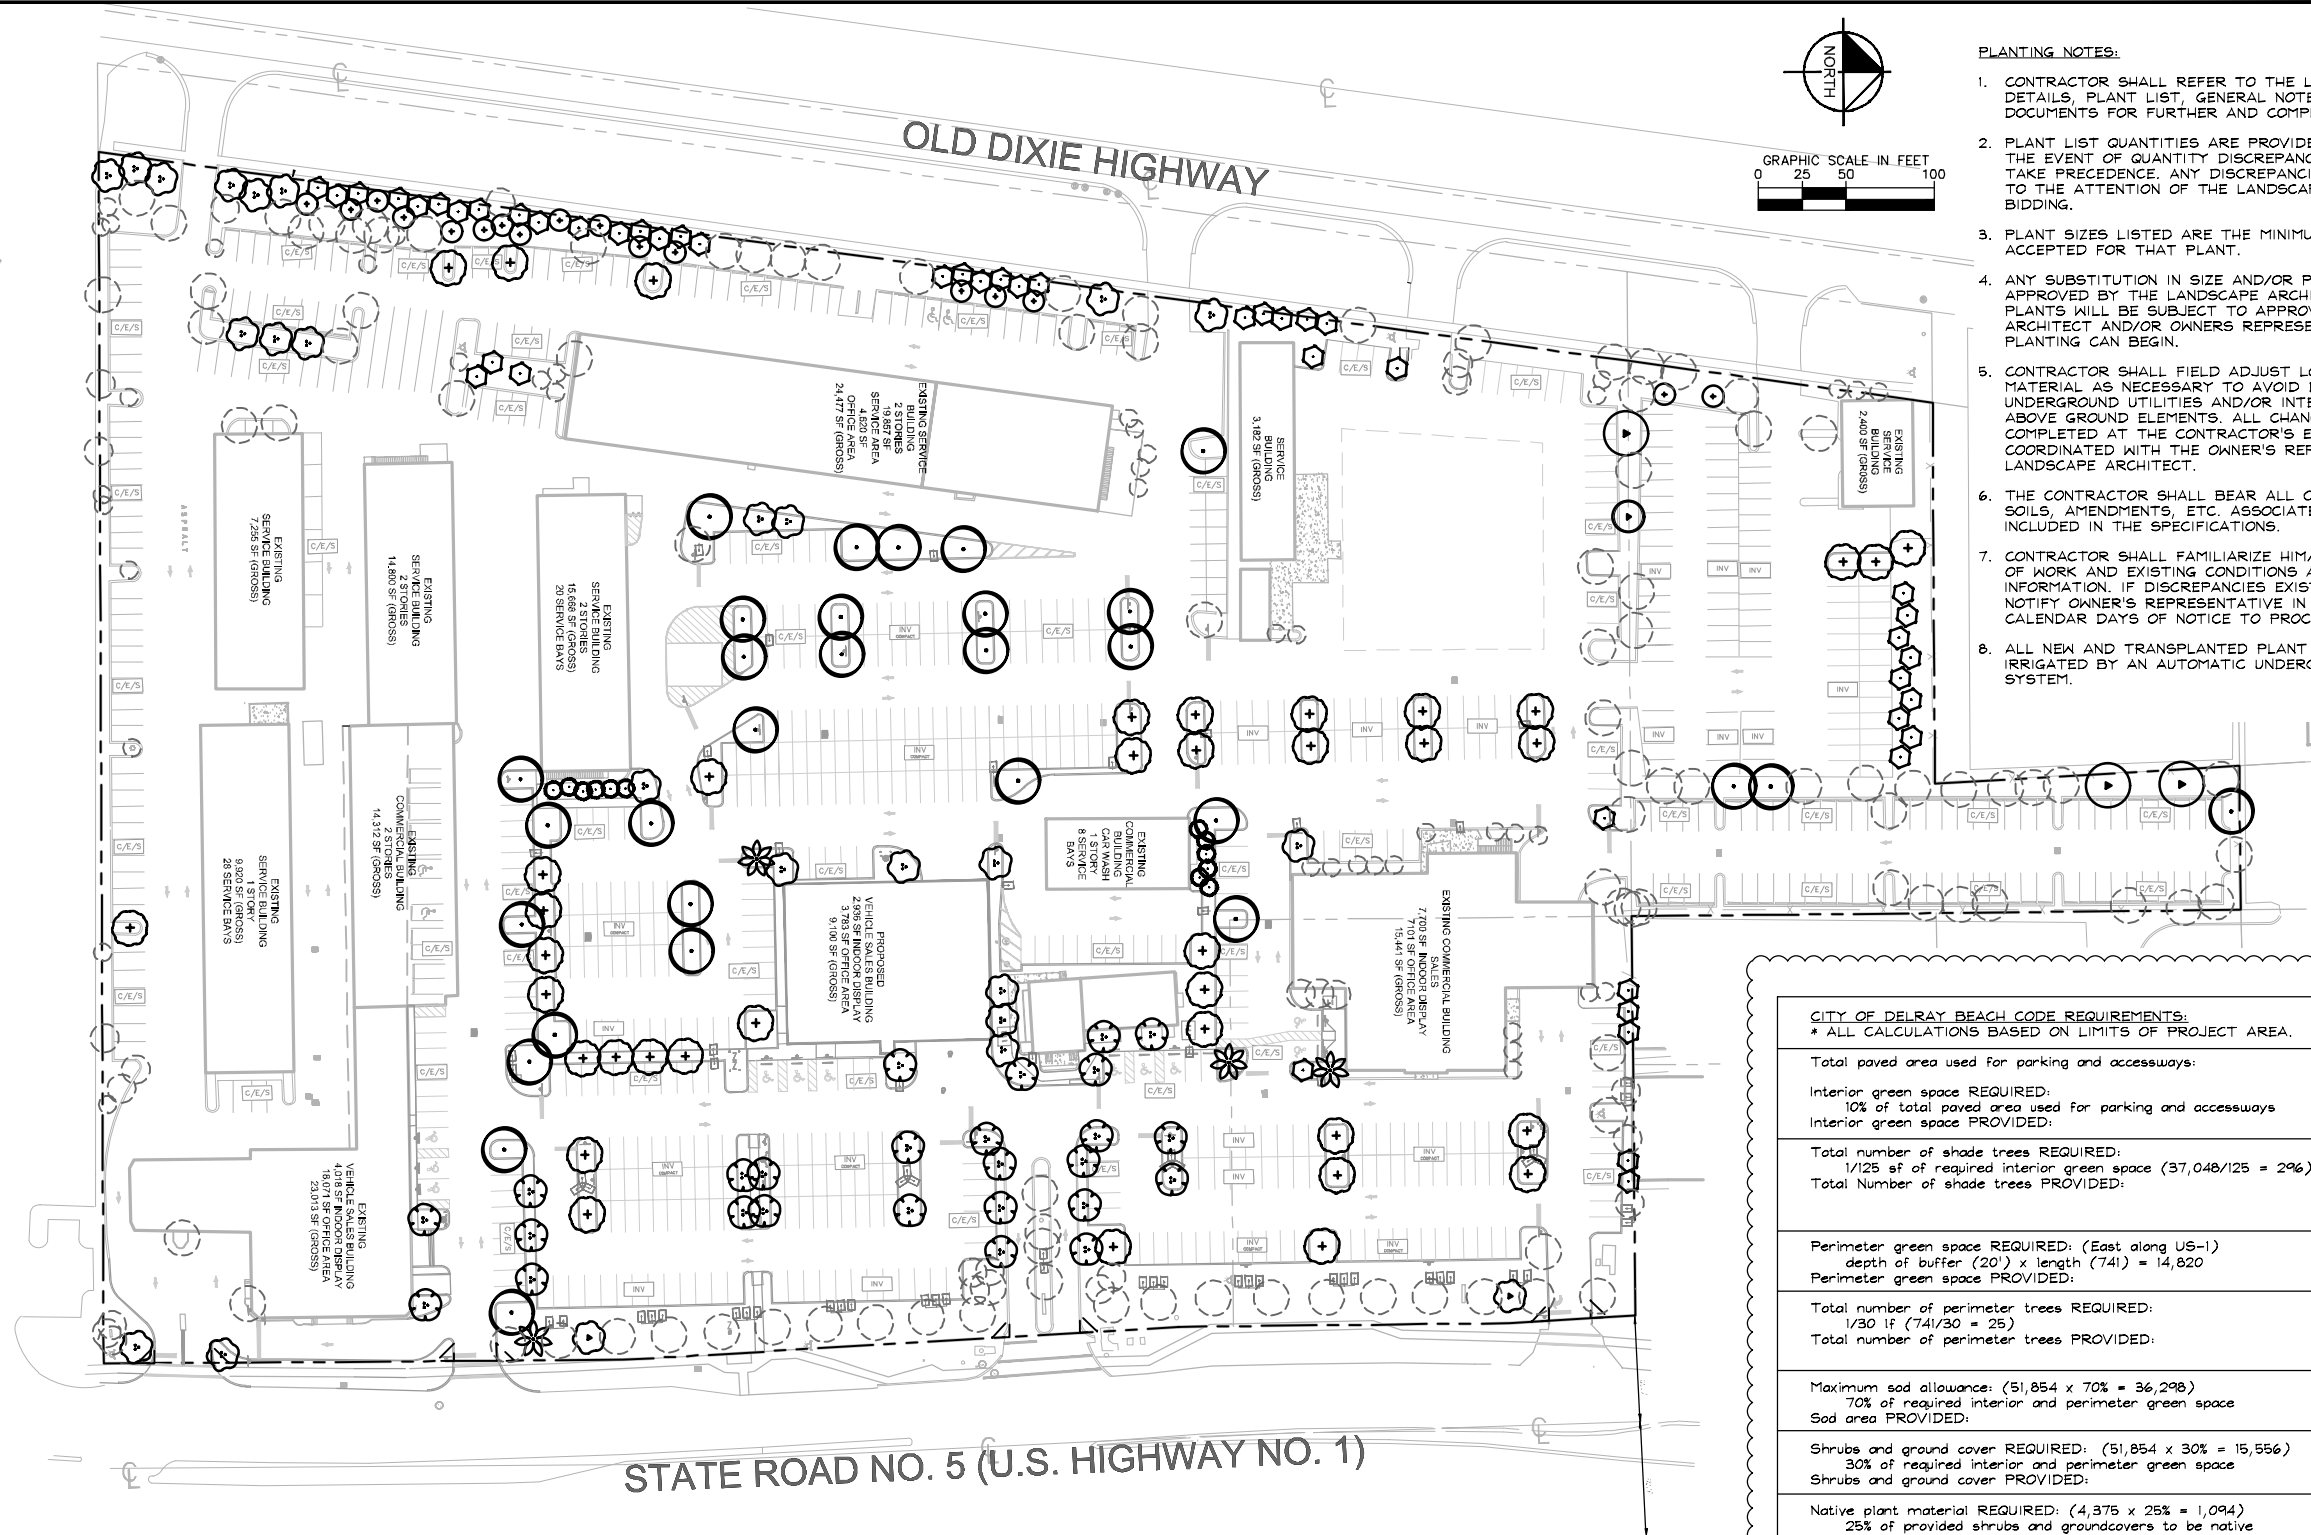 OLD DIXIE HIGHWAY
NORTH
GRAPHIC SCALE IN FEET
0 25 50 100
PLANTING NOTES:
1. CONTRACTOR SHALL REFER TO THE L
DETAILS, PLANT LIST, GENERAL NOTE
DOCUMENTS FOR FURTHER AND COMP
2. PLANT LIST QUANTITIES ARE PROVIDE
THE EVENT OF QUANTITY DISCREPANC
TAKE PRECEDENCE. ANY DISCREPANCI
TO THE ATTENTION OF THE LANDSCAP
BIDDING.
3. PLANT SIZES LISTED ARE THE MINIMU
ACCEPTED FOR THAT PLANT.
4. ANY SUBSTITUTION IN SIZE AND/OR P
APPROVED BY THE LANDSCAPE ARCHI
PLANTS WILL BE SUBJECT TO APPROV
ARCHITECT AND/OR OWNERS REPRESE
PLANTING CAN BEGIN.
5. CONTRACTOR SHALL FIELD ADJUST LO
MATERIAL AS NECESSARY TO AVOID
UNDERGROUND UTILITIES AND/OR INTE
ABOVE GROUND ELEMENTS. ALL CHAN
COMPLETED AT THE CONTRACTOR'S E
COORDINATED WITH THE OWNER'S REP
LANDSCAPE ARCHITECT.
6. THE CONTRACTOR SHALL BEAR ALL C
SOILS, AMENDMENTS, ETC. ASSOCIATE
INCLUDED IN THE SPECIFICATIONS.
7. CONTRACTOR SHALL FAMILIARIZE HIM/
OF WORK AND EXISTING CONDITIONS A
INFORMATION. IF DISCREPANCIES EXIST
NOTIFY OWNER'S REPRESENTATIVE IN
CALENDAR DAYS OF NOTICE TO PROC
8. ALL NEW AND TRANSPLANTED PLANT
IRRIGATED BY AN AUTOMATIC UNDERG
SYSTEM.
EXISTING SERVICE
BUILDING
2 STORIES
19,857 SF
SERVICE AREA
4,620 SF
OFFICE AREA
24,477 SF (GROSS)
SERVICE
BUILDING
3,182 SF (GROSS)
EXISTING
SERVICE
BUILDING
2,400 SF (GROSS)
ASPHALT
EXISTING
SERVICE BUILDING
7,255 SF (GROSS)
EXISTING
SERVICE BUILDING
2 STORIES
14,800 SF (GROSS)
EXISTING
SERVICE BUILDING
2 STORIES
15,668 SF (GROSS)
20 SERVICE BAYS
EXISTING
SERVICE BUILDING
1 STORY
9,920 SF (GROSS)
28 SERVICE BAYS
EXISTING
COMMERCIAL BUILDING
2 STORIES
14,312 SF (GROSS)
PROPOSED
VEHICLE SALES BUILDING
2,936 SF INDOOR DISPLAY
3,783 SF OFFICE AREA
9,100 SF (GROSS)
EXISTING
COMMERCIAL
BUILDING
CAR WASH
1 STORY
8 SERVICE
BAYS
EXISTING COMMERCIAL BUILDING
SALES
7,700 SF INDOOR DISPLAY
7101 SF OFFICE AREA
15,441 SF (GROSS)
EXISTING
VEHICLE SALES BUILDING
4,018 SF INDOOR DISPLAY
18,071 SF OFFICE AREA
23,013 SF (GROSS)
C/E/S
INV
INV
COMPACT
CITY OF DELRAY BEACH CODE REQUIREMENTS:
* ALL CALCULATIONS BASED ON LIMITS OF PROJECT AREA.
Total paved area used for parking and accessways:
Interior green space REQUIRED:
10% of total paved area used for parking and accessways
Interior green space PROVIDED:
Total number of shade trees REQUIRED:
1/125 sf of required interior green space (37,048/125 = 296)
Total Number of shade trees PROVIDED:
Perimeter green space REQUIRED: (East along US-1)
depth of buffer (20') x length (741) = 14,820
Perimeter green space PROVIDED:
Total number of perimeter trees REQUIRED:
1/30 lf (741/30 = 25)
Total number of perimeter trees PROVIDED:
Maximum sod allowance: (51,854 x 70% = 36,298)
70% of required interior and perimeter green space
Sod area PROVIDED:
Shrubs and ground cover REQUIRED: (51,854 x 30% = 15,556)
30% of required interior and perimeter green space
Shrubs and ground cover PROVIDED:
Native plant material REQUIRED: (4,375 x 25% = 1,094)
25% of provided shrubs and groundcovers to be native
STATE ROAD NO. 5 (U.S. HIGHWAY NO. 1)